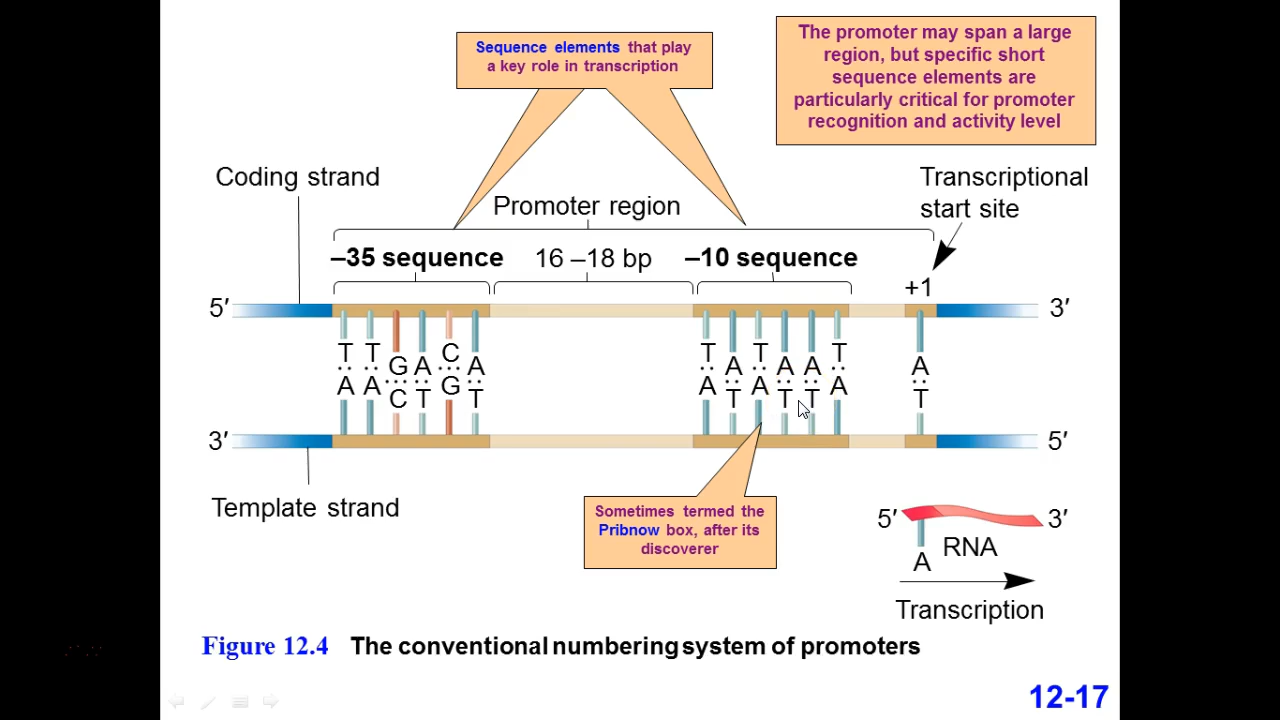 Sequence elements that play
a key role in transcription
The promoter may span a large
region, but specific short
sequence elements are
particularly critical for promoter
recognition and activity level
Coding strand
Promoter region
Transcriptional
start site
–35 sequence
16 –18 bp
–10 sequence
+1
5′
3′
T T G A C A
A A C T G T
T A T A A T
A T A T T A
A
T
3′
5′
Template strand
Sometimes termed the
Pribnow box, after its
discoverer
5′
3′
RNA
A
Transcription
Figure 12.4 The conventional numbering system of promoters
12-17